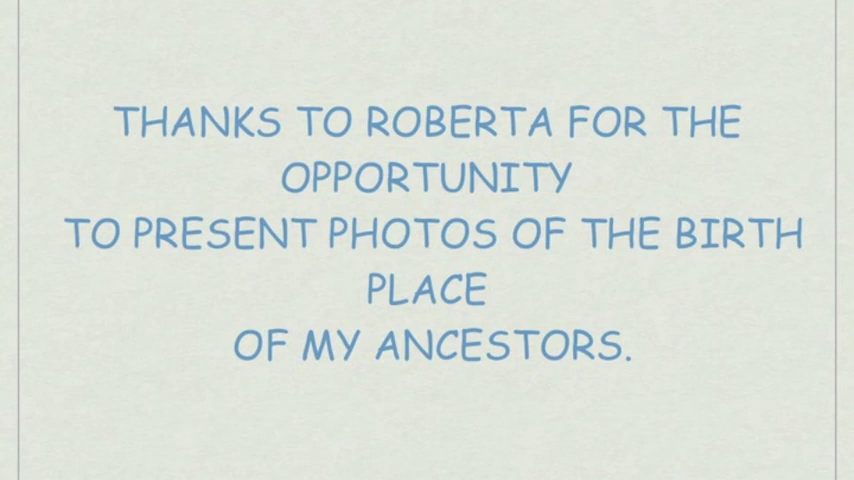 THANKS TO ROBERTA FOR THE
OPPORTUNITY
TO PRESENT PHOTOS OF THE BIRTH
PLACE
OF MY ANCESTORS.